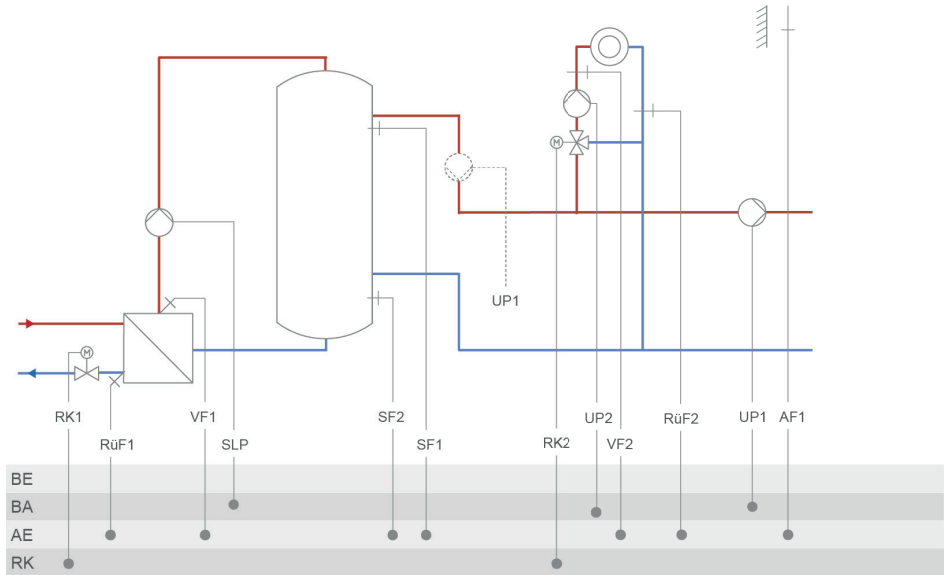 M
UP1
M
RK1
VF1
SF2
UP2
RüF2
UP1
AF1
RüF1
SLP
SF1
RK2
VF2
BE
BA
AE
RK